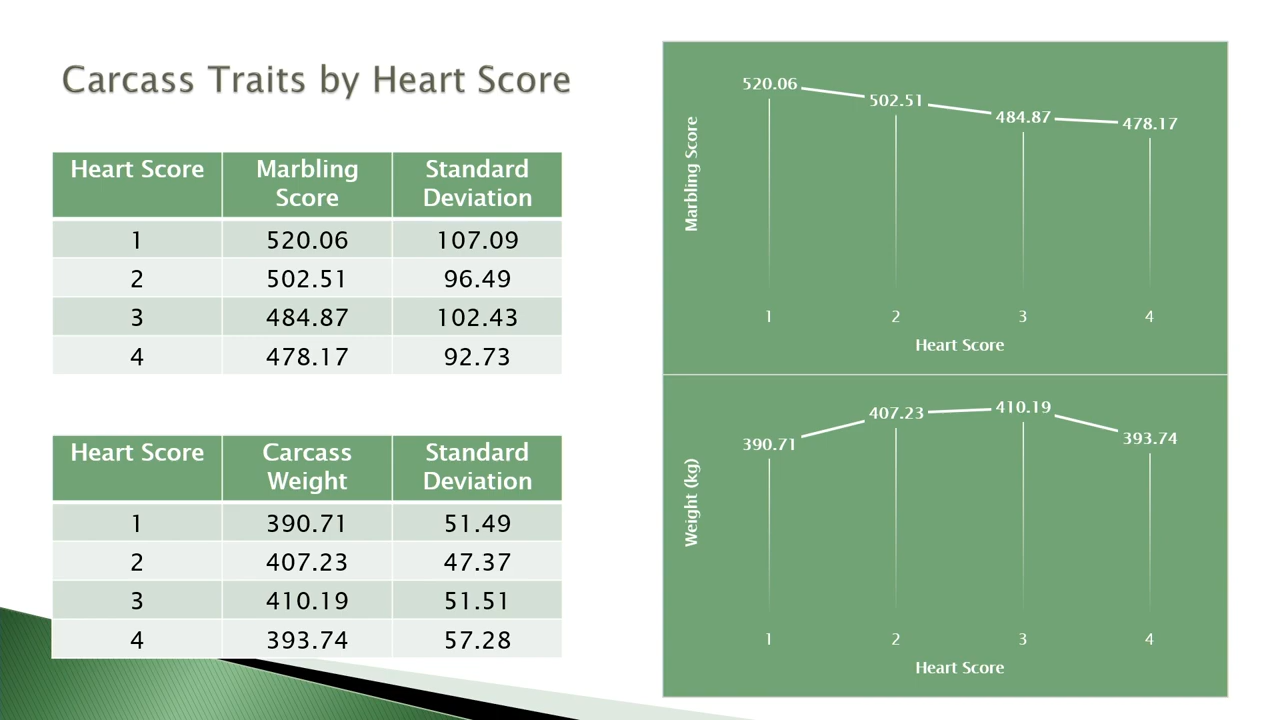 Carcass Traits by Heart Score
Heart Score Marbling Score Standard Deviation
1 520.06 107.09
2 502.51 96.49
3 484.87 102.43
4 478.17 92.73
Heart Score Carcass Weight Standard Deviation
1 390.71 51.49
2 407.23 47.37
3 410.19 51.51
4 393.74 57.28
Marbling Score
520.06 502.51 484.87 478.17
1 2 3 4
Heart Score
Weight (kg)
390.71 407.23 410.19 393.74
1 2 3 4
Heart Score